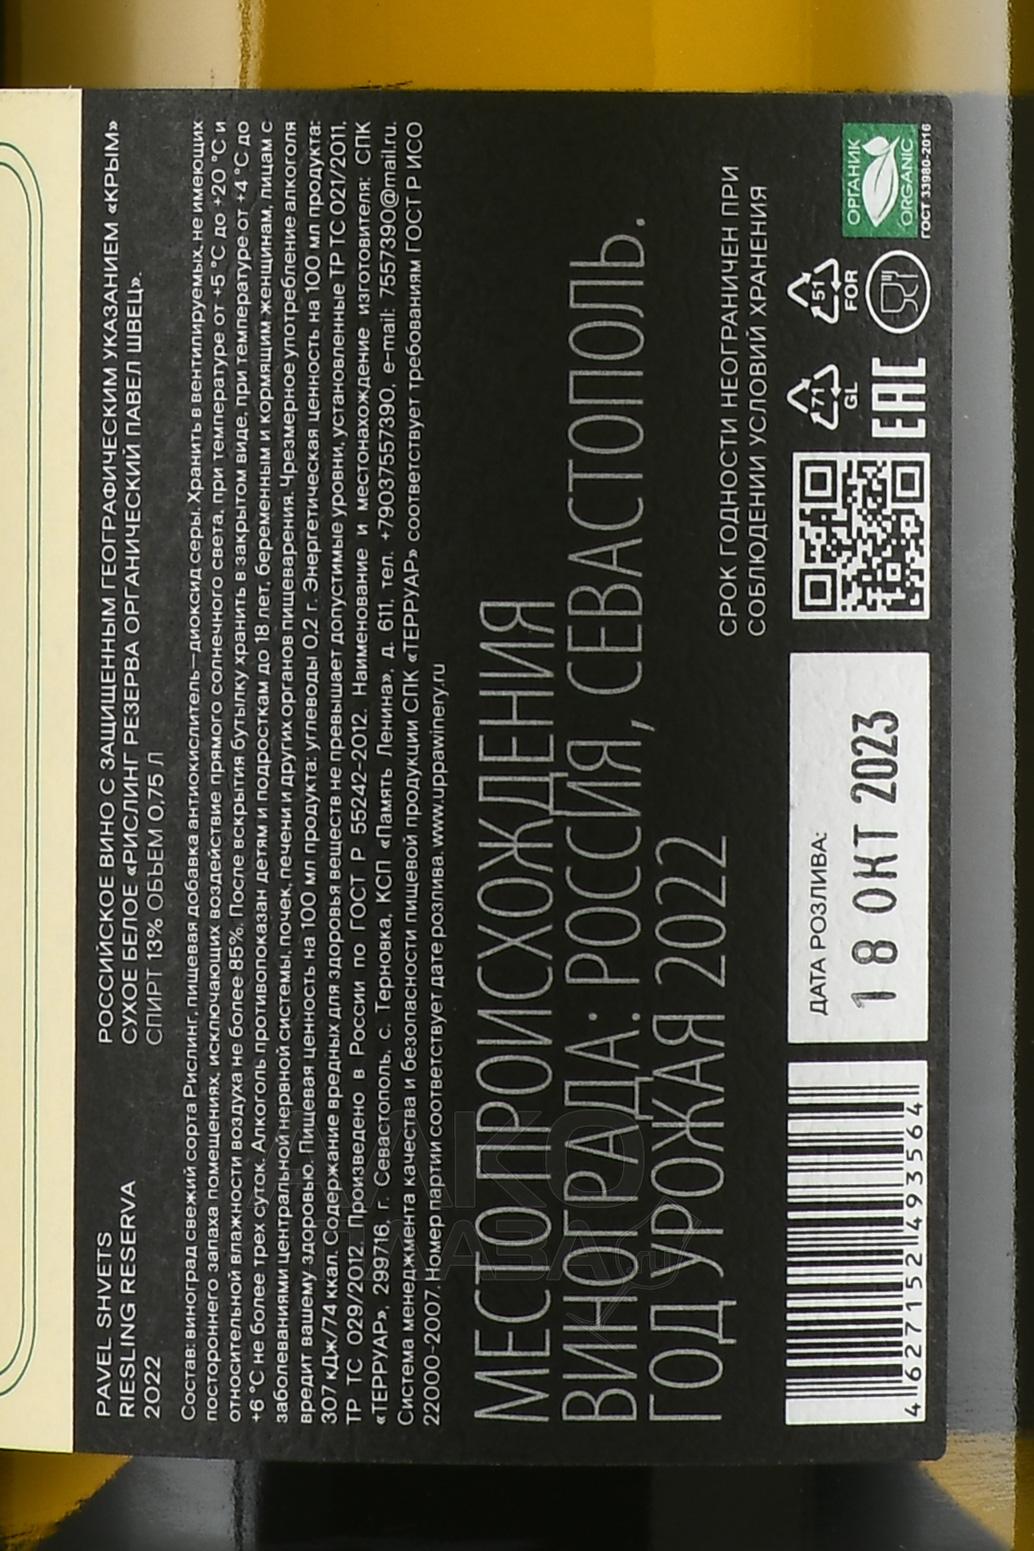 PAVEL SHVETS
RIESLING RESERVA
2022
РОССИЙСКОЕ ВИНО С ЗАЩИЩЕННЫМ ГЕОГРАФИЧЕСКИМ УКАЗАНИЕМ «КРЫМ»
СУХОЕ БЕЛОЕ «РИСЛИНГ РЕЗЕРВА ОРГАНИЧЕСКИЙ ПАВЕЛ ШВЕЦ».
СПИРТ 13% ОБЪЕМ 0,75 Л
Состав: виноград свежий сорта Рислинг, пищевая добавка антиокислитель – диоксид серы. Хранить в вентилируемых, не имеющих
постороннего запаха помещениях, исключающих воздействие прямого солнечного света, при температуре от +5 °С до +20 °С и
относительной влажности воздуха не более 85%. После вскрытия бутылку хранить в закрытом виде, при температуре от +4 °С до
+6 °С не более трех суток. Алкоголь противопоказан детям и подросткам до 18 лет, беременным и кормящим женщинам, лицам с
заболеваниями центральной нервной системы, почек, печени и других органов пищеварения. Чрезмерное употребление алкоголя
вредит вашему здоровью. Пищевая ценность на 100 мл продукта: углеводы 0,2 г. Энергетическая ценность на 100 мл продукта:
307 кДж/74 ккал. Содержание вредных для здоровья веществ не превышает допустимые уровни, установленные ТР ТС 021/2011,
ТР ТС 029/2012. Произведено в России по ГОСТ Р 55242-2012. Наименование и местонахождение изготовителя: СПК
«ТЕРРУАР», 299716, г. Севастополь, с. Терновка, КСП «Память Ленина», д. 611, тел. +79037557390, e-mail: 7557390@mail.ru.
Система менеджмента качества и безопасности пищевой продукции СПК «ТЕРРУАР» соответствует требованиям ГОСТ Р ИСО
22000-2007. Номер партии соответствует дате розлива. www.uppawinery.ru
МЕСТО ПРОИСХОЖДЕНИЯ
ВИНОГРАДА: РОССИЯ, СЕВАСТОПОЛЬ.
ГОД УРОЖАЯ 2022
СРОК ГОДНОСТИ НЕОГРАНИЧЕН ПРИ
СОБЛЮДЕНИИ УСЛОВИЙ ХРАНЕНИЯ
4627152493564
ДАТА РОЗЛИВА:
18 ОКТ 2023
71
GL
51
FOR
EAC
ОРГАНИК
ORGANIC
ГОСТ 33980-2016
АЛКО
ГЛАВА
.ru